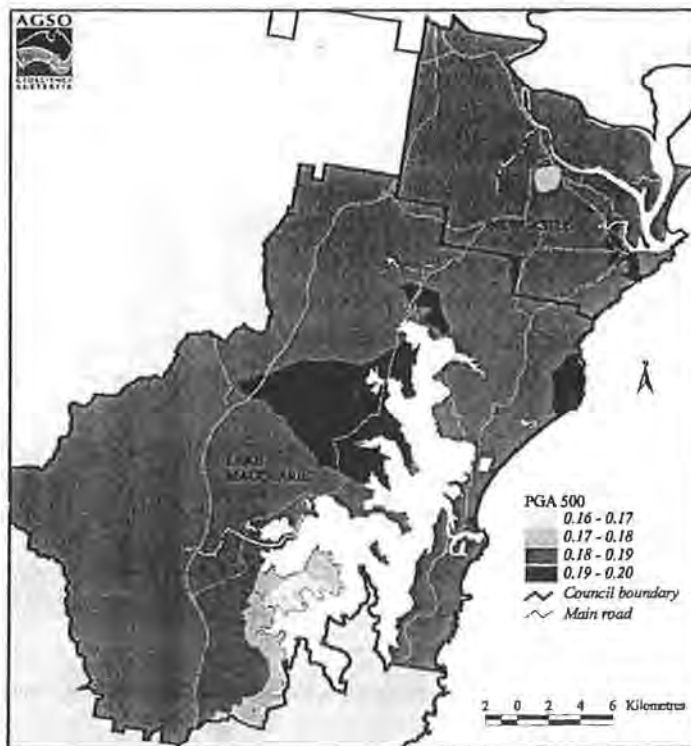 AGSO
AUSTRALIA
NEWCASTLE
LAKE
MACQUARIE
PGA 500
0.16 - 0.17
0.17 - 0.18
0.18 - 0.19
0.19 - 0.20
Council boundary
Main road
2 0 2 4 6 Kilometres